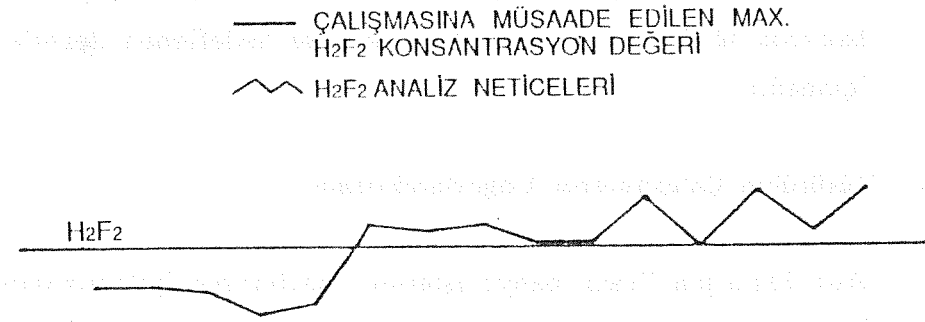 ÇALIŞMASINA MÜSAADE EDİLEN MAX.
H2F2 KONSANTRASYON DEĞERİ
H2F2 ANALİZ NETİCELERİ
H2F2